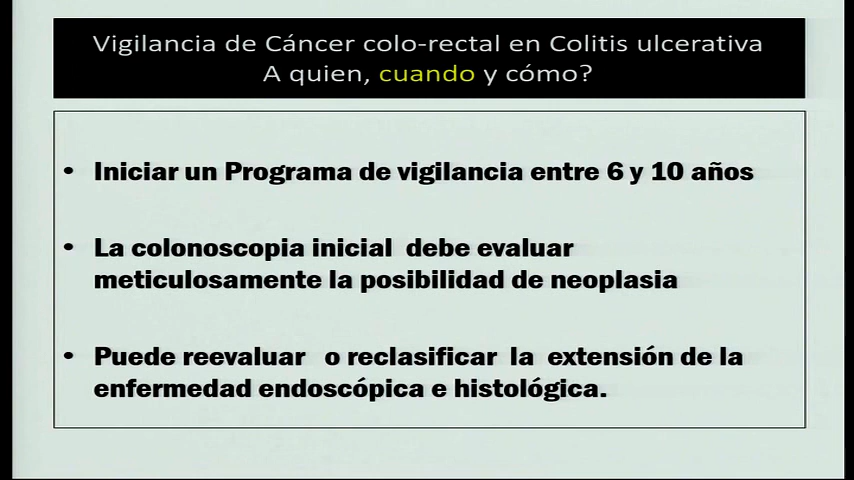 Vigilancia de Cáncer colo-rectal en Colitis ulcerativa
A quien, cuando y cómo?
• Iniciar un Programa de vigilancia entre 6 y 10 años
• La colonoscopia inicial debe evaluar
meticulosamente la posibilidad de neoplasia
• Puede reevaluar o reclasificar la extensión de la
enfermedad endoscópica e histológica.